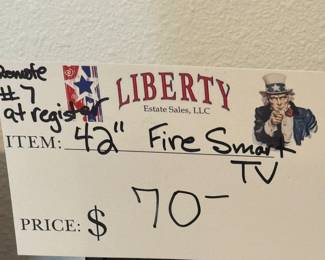 Remote
#7
at register
LIBERTY
Estate Sales, LLC
ITEM: 42" Fire Smart
TV
PRICE: $ 70-